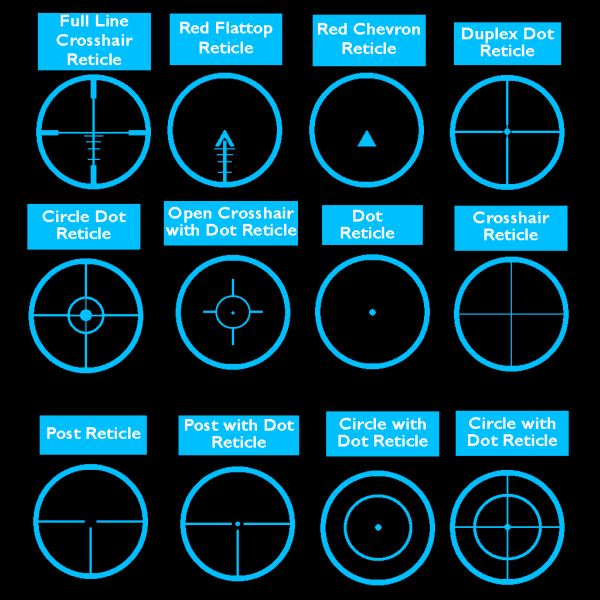 Full Line
Crosshair
Reticle
Red Flattop
Reticle
Red Chevron
Reticle
Duplex Dot
Reticle
Circle Dot
Reticle
Open Crosshair
with Dot Reticle
Dot
Reticle
Crosshair
Reticle
Post Reticle
Post with Dot
Reticle
Circle with
Dot Reticle
Circle with
Dot Reticle